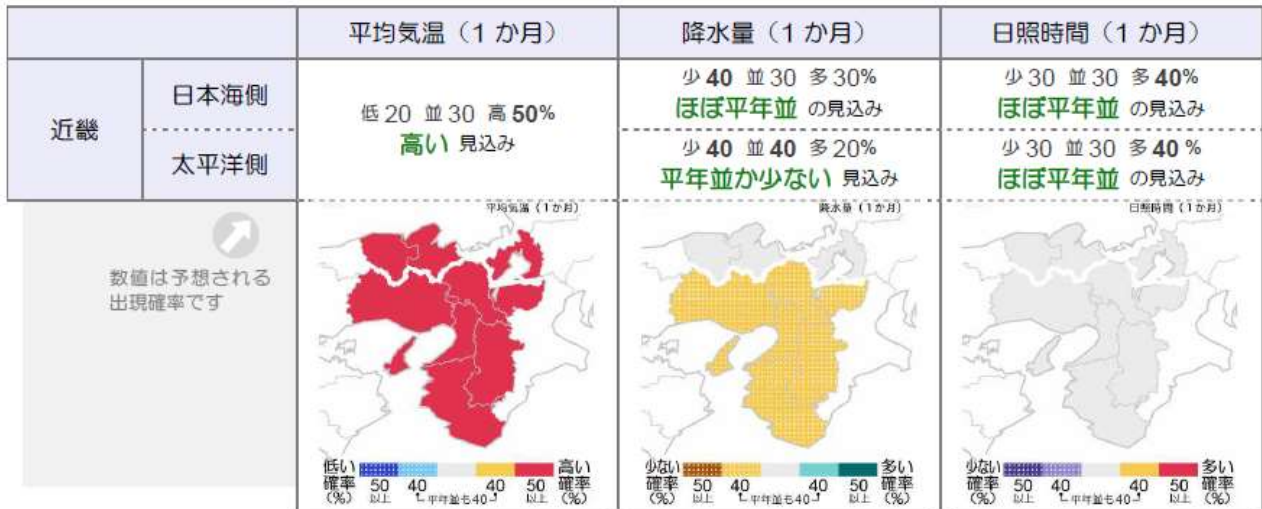 平均気温（1か月）
降水量（1か月）
日照時間（1か月）
近畿
日本海側
太平洋側
低20 並30 高50%
高い 見込み
少40 並30 多30%
ほぼ平年並 の見込み
少40 並40 多20%
平年並か少ない 見込み
少30 並30 多40%
ほぼ平年並 の見込み
少30 並30 多40 %
ほぼ平年並 の見込み
数値は予想される
出現確率です
平均気温（1か月）
低い 高い
確率 50 40 40 50 確率
(%) 以上 平年並も40 以上 (%)
降水量（1か月）
少ない 多い
確率 50 40 40 50 確率
(%) 以上 平年並も40 以上 (%)
日照時間（1か月）
少ない 多い
確率 50 40 40 50 確率
(%) 以上 平年並も40 以上 (%)